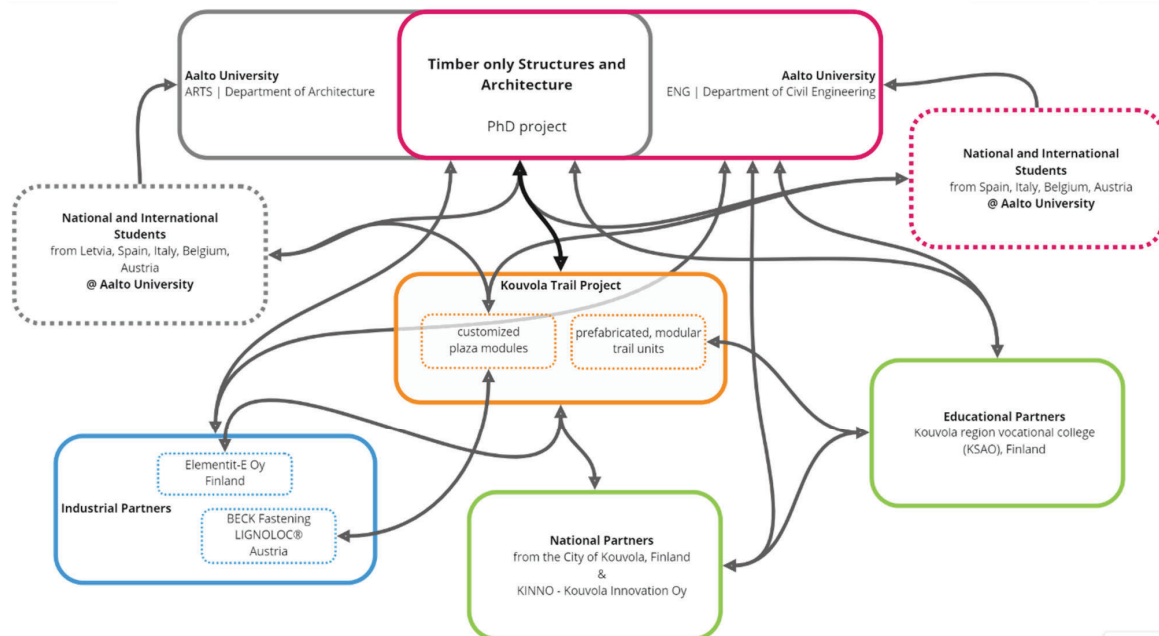 Timber only Structures and
Architecture
PhD project
Aalto University
ARTS | Department of Architecture
Aalto University
ENG | Department of Civil Engineering
National and International
Students
from Spain, Italy, Belgium, Austria
@ Aalto University
National and International
Students
from Letvia, Spain, Italy, Belgium,
Austria
@ Aalto University
Kouvola Trail Project
customized
plaza modules
prefabricated, modular
trail units
Educational Partners
Kouvola region vocational college
(KSAO), Finland
Industrial Partners
Elementit-E Oy
Finland
BECK Fastening
LIGNOLOC®
Austria
National Partners
from the City of Kouvola, Finland
&
KINNO - Kouvola Innovation Oy